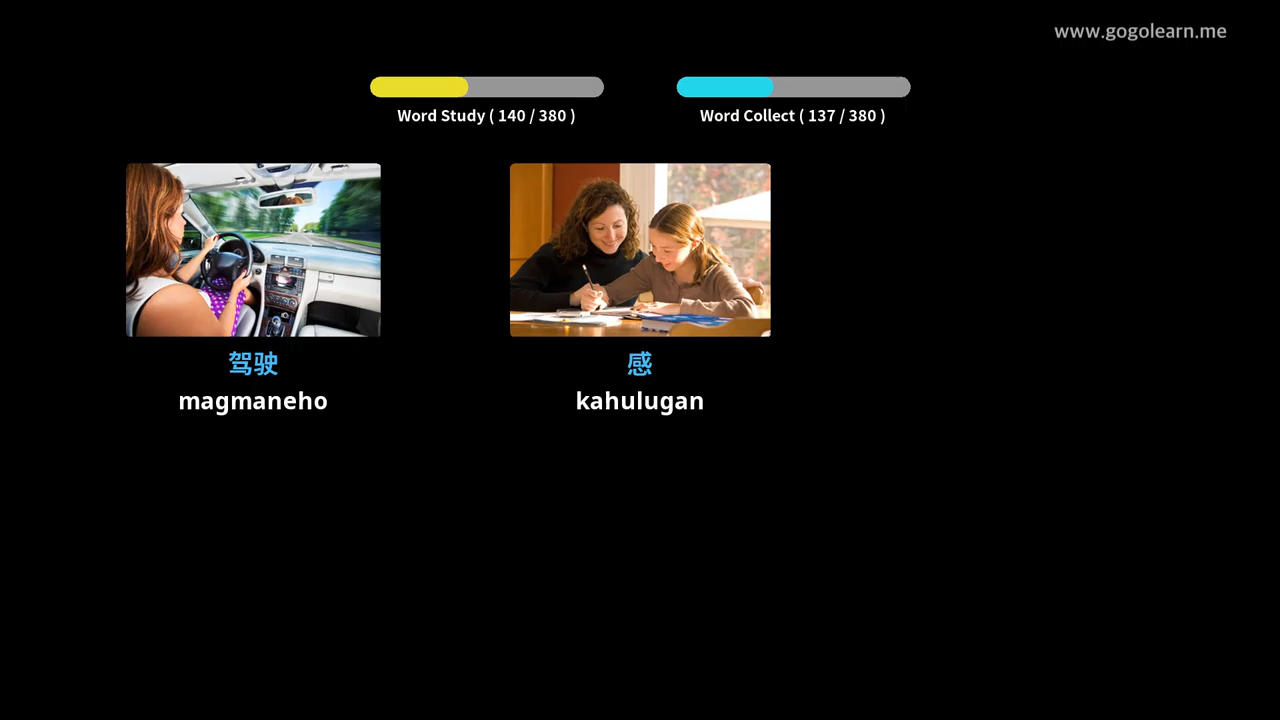 www.gogolearn.me
Word Study ( 140 / 380 )
Word Collect ( 137 / 380 )
驾驶
magmaneho
感
kahulugan